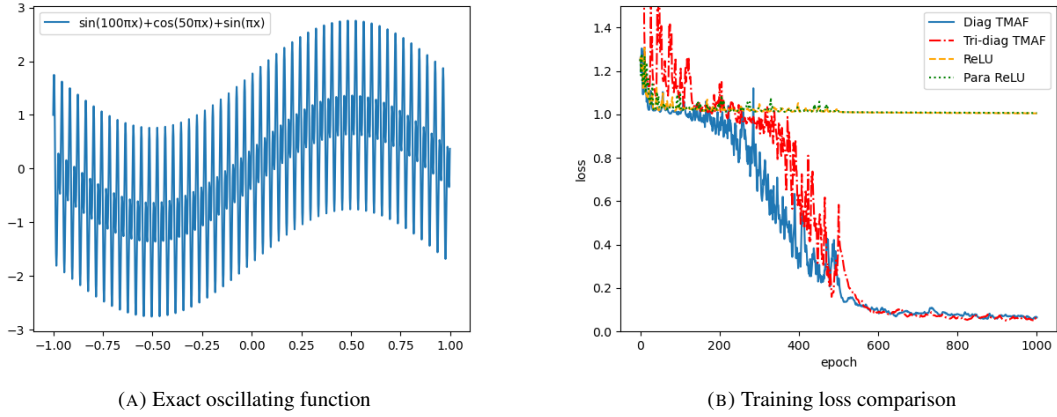 sin(100πx)+cos(50πx)+sin(πx)
3
2
1
0
−1
−2
−3
−1.00 −0.75 −0.50 −0.25 0.00 0.25 0.50 0.75 1.00
(A) Exact oscillating function
Diag TMAF
Tri-diag TMAF
ReLU
Para ReLU
loss
1.4
1.2
1.0
0.8
0.6
0.4
0.2
0.0
0 200 400 600 800 1000
epoch
(B) Training loss comparison